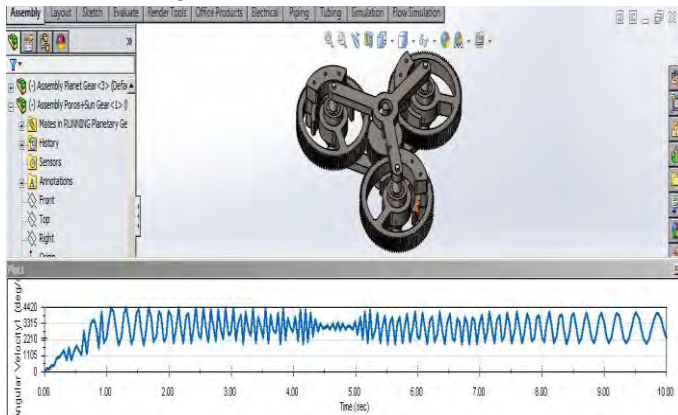 Assembly Layout Sketch Evaluate Render Tools Office Products Electrical Piping Tubing Simulation Flow Simulation
(-) Assembly Planet Gear<3> (Defa
(-) Assembly Poros+Sun Gear<1> (
Mates in RUNNING Planetary Ge
History
Sensors
Annotations
Front
Top
Right
Plot1
Angular Velocity1 (deg/
4420
3315
2210
1105
0
0.00 1.00 2.00 3.00 4.00 5.00 6.00 7.00 8.00 9.00 10.00
Time (sec)